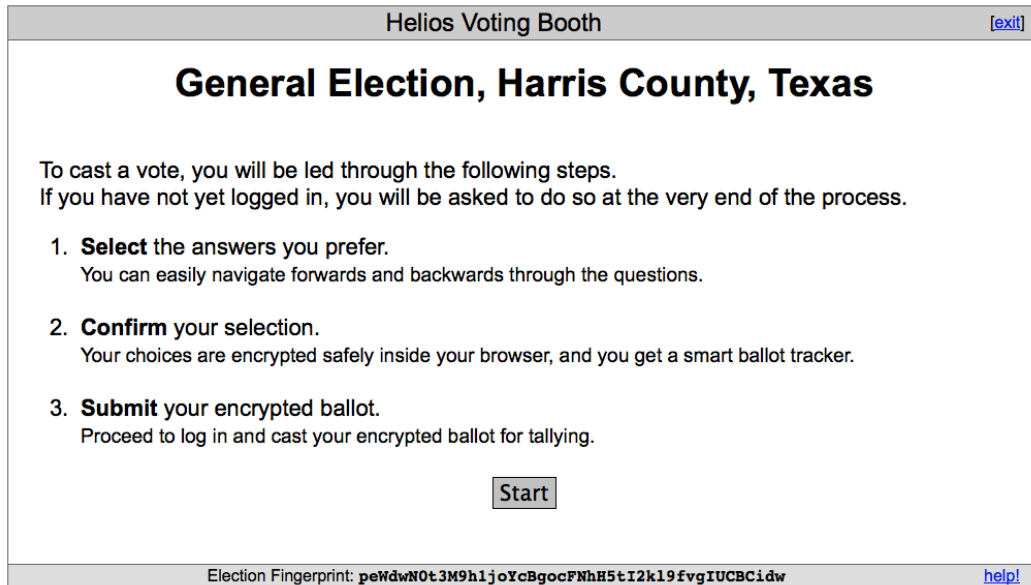 Helios Voting Booth
[exit]
General Election, Harris County, Texas
To cast a vote, you will be led through the following steps.
If you have not yet logged in, you will be asked to do so at the very end of the process.
1. Select the answers you prefer.
You can easily navigate forwards and backwards through the questions.
2. Confirm your selection.
Your choices are encrypted safely inside your browser, and you get a smart ballot tracker.
3. Submit your encrypted ballot.
Proceed to log in and cast your encrypted ballot for tallying.
Start
Election Fingerprint: peWdwNOt3M9h1joYcBgocFNhH5tI2kl9fvgIUCBCidw
help!